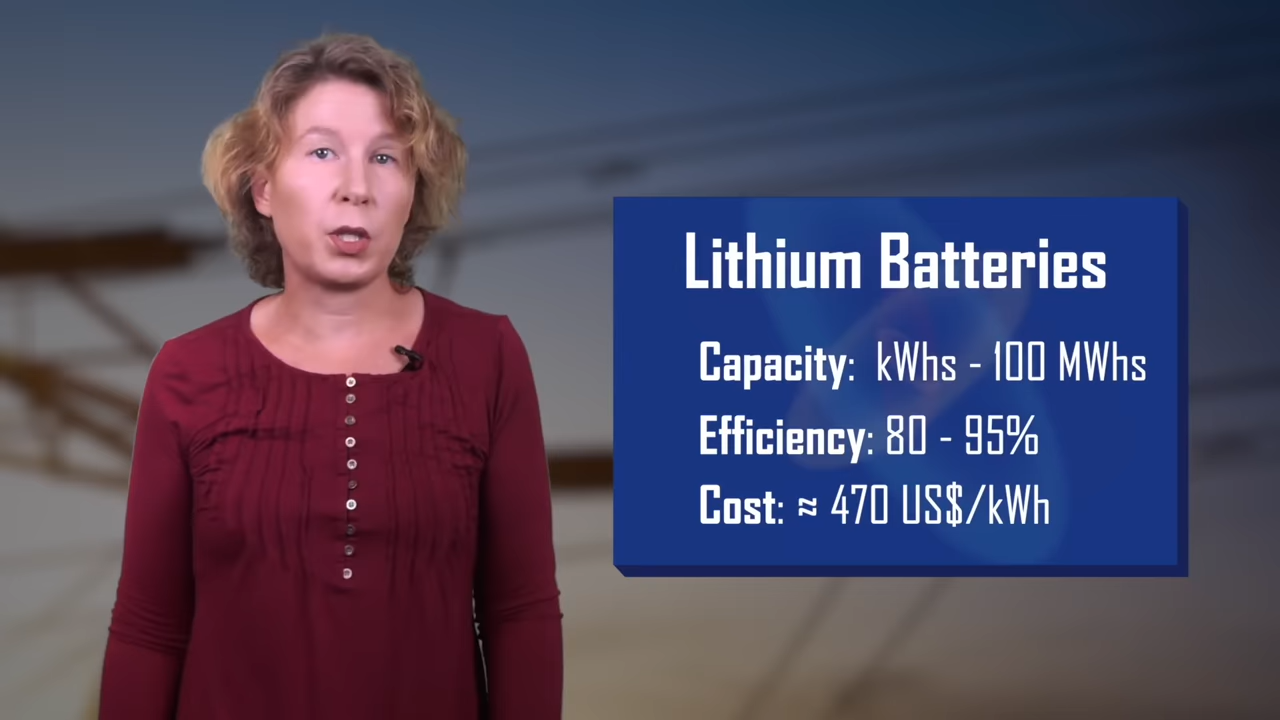 Lithium Batteries
Capacity: kWhs - 100 MWhs
Efficiency: 80 - 95%
Cost: ≈ 470 US$/kWh